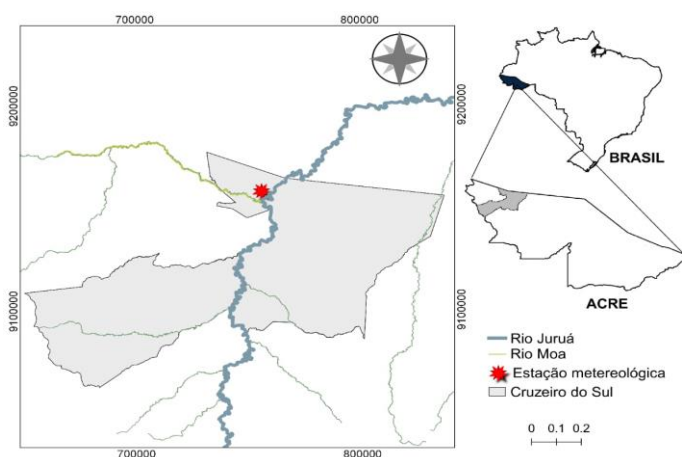 700000 800000
9200000
9200000
BRASIL
9100000
9100000
ACRE
Rio Juruá
Rio Moa
Estação metereológica
Cruzeiro do Sul
700000 800000
0 0.1 0.2